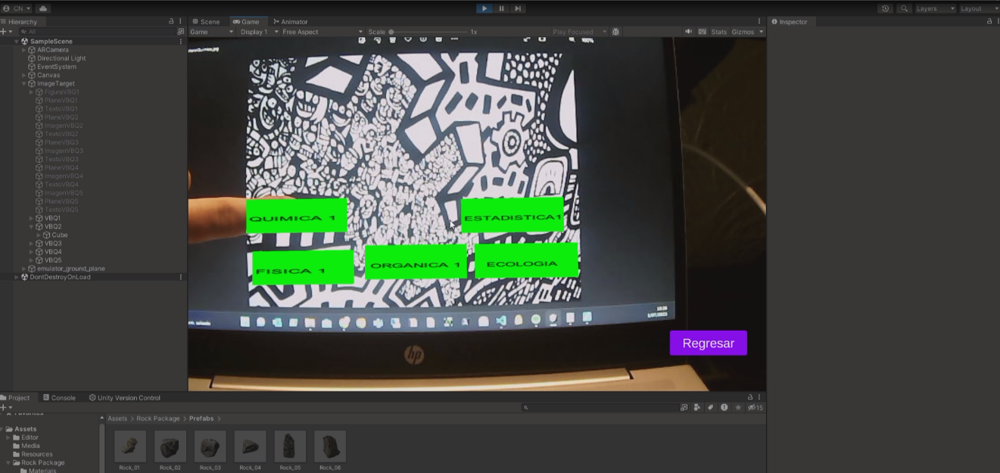 CN
Layers
Layout
Hierarchy
All
SampleScene
ARCamera
Directional Light
EventSystem
Canvas
ImageTarget
FiguraVBQ1
PlaneVBQ1
TextoVBQ1
PlaneVBQ2
ImagenVBQ2
TextoVBQ2
PlaneVBQ3
ImagenVBQ3
TextoVBQ3
PlaneVBQ4
ImagenVBQ4
TextoVBQ4
ImagenVBQ5
PlaneVBQ5
TextoVBQ5
VBQ1
VBQ2
Cube
VBQ3
VBQ4
VBQ5
emulator_ground_plane
DontDestroyOnLoad
Scene
Game
Animator
Game
Display 1
Free Aspect
Scale
1x
Play Focused
Stats
Gizmos
QUIMICA 1
ESTADISTICA1
FISICA 1
ORGANICA 1
ECOLOGIA
hp
Regresar
Inspector
Project
Console
Unity Version Control
15
Favorites
Assets
Editor
Media
Resources
Rock Package
Materials
Assets > Rock Package > Prefabs >
Rock_01
Rock_02
Rock_03
Rock_04
Rock_05
Rock_06